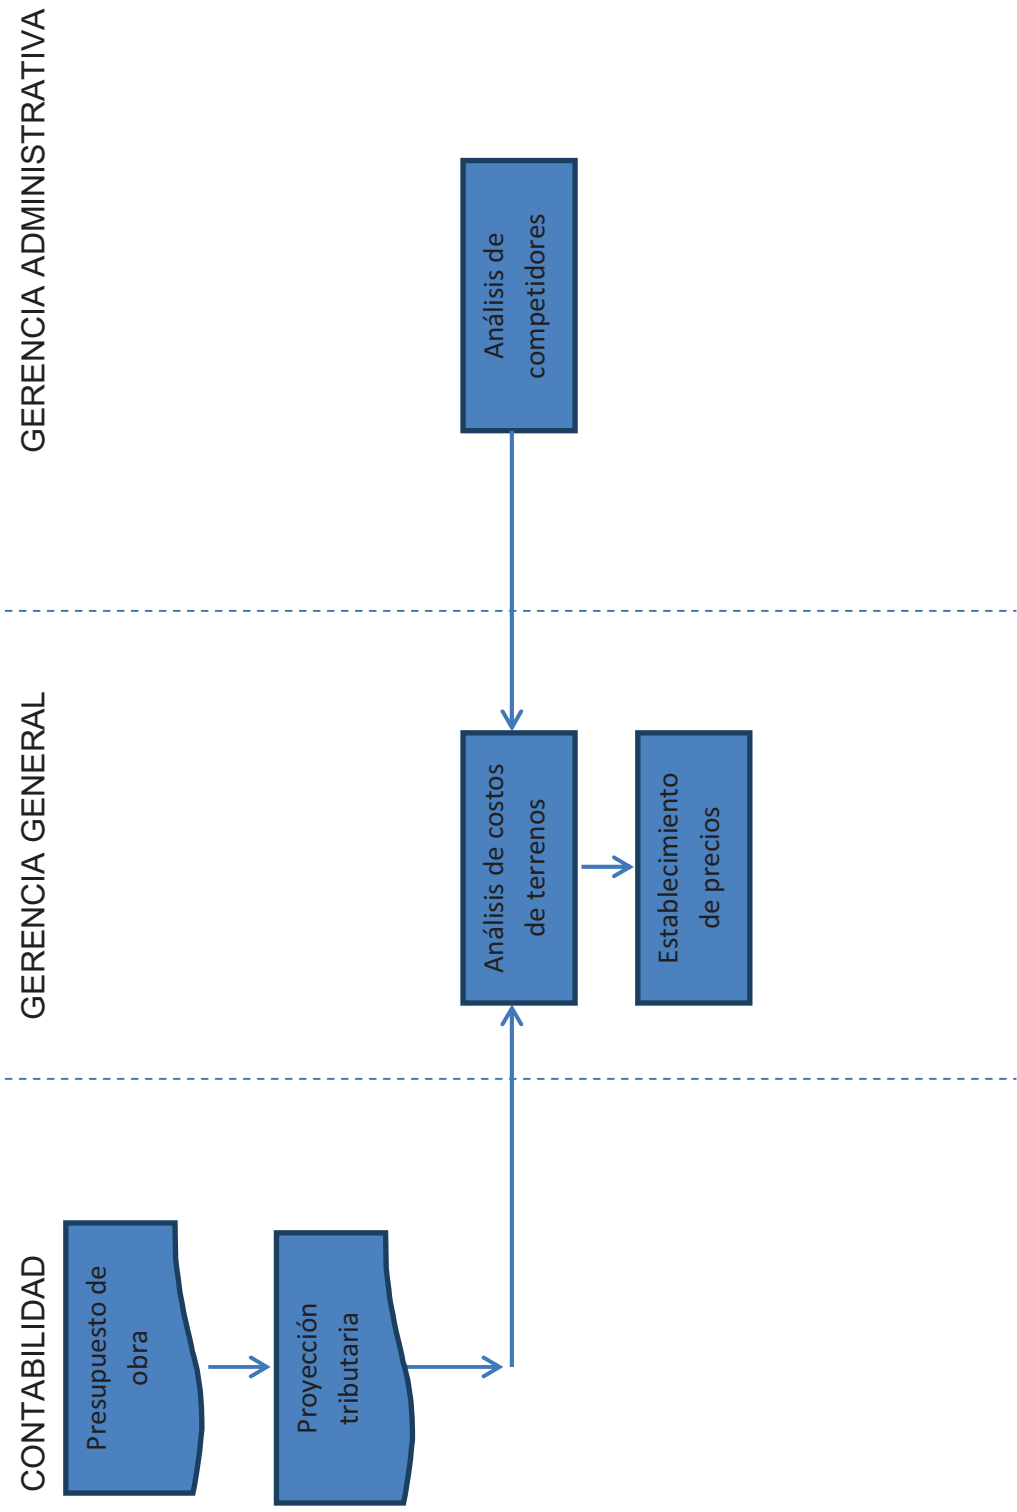 CONTABILIDAD
GERENCIA GENERAL
GERENCIA ADMINISTRATIVA
Presupuesto de
obra
Proyección
tributaria
Análisis de costos
de terrenos
Análisis de
competidores
Establecimiento
de precios